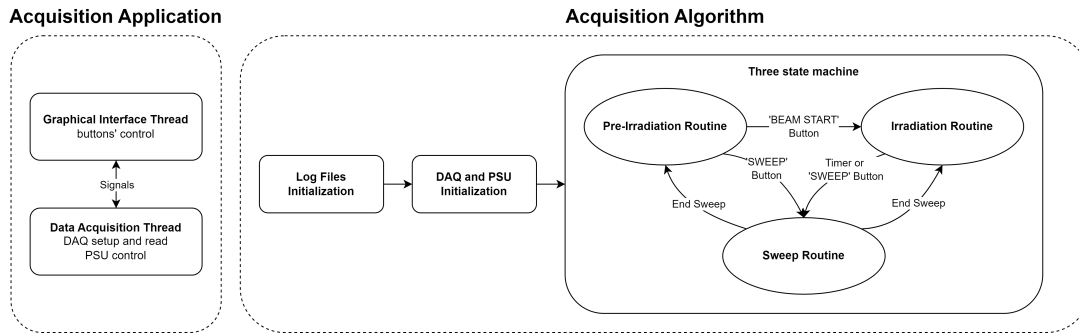 Acquisition Application
Graphical Interface Thread
buttons' control
Signals
Data Acquisition Thread
DAQ setup and read
PSU control
Acquisition Algorithm
Log Files
Initialization
DAQ and PSU
Initialization
Three state machine
Pre-Irradiation Routine
'BEAM START'
Button
Irradiation Routine
'SWEEP'
Button
Timer or
'SWEEP' Button
End Sweep
End Sweep
Sweep Routine